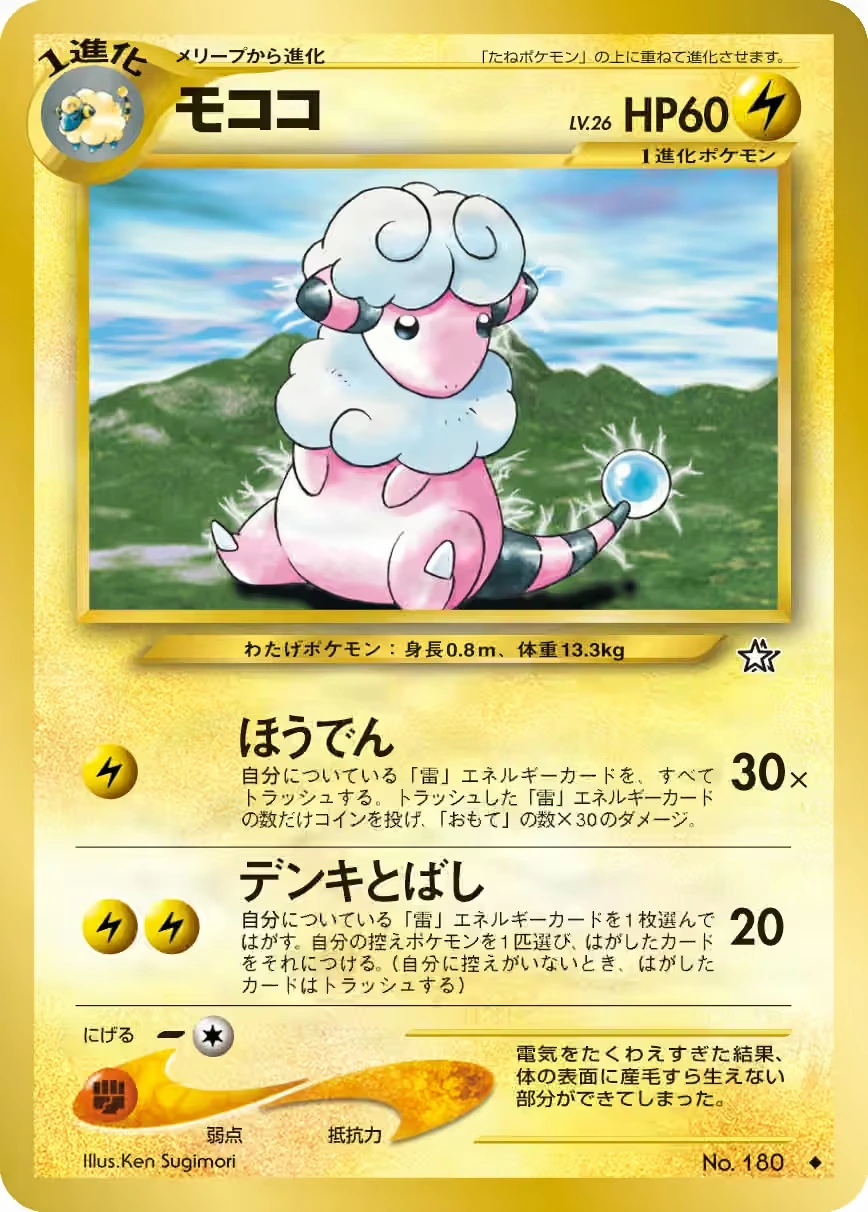 1進化
メリープから進化
「たねポケモン」の上に重ねて進化させます。
モココ
LV.26 HP60
1進化ポケモン
わたげポケモン：身長0.8m、体重13.3kg
ほうでん
自分についている「雷」エネルギーカードを、すべて
トラッシュする。トラッシュした「雷」エネルギーカード
の数だけコインを投げ、「おもて」の数×30のダメージ。
30×
デンキとばし
自分についている「雷」エネルギーカードを1枚選んで
はがす。自分の控えポケモンを1匹選び、はがしたカード
をそれにつける。（自分に控えがいないとき、はがした
カードはトラッシュする）
20
にげる
弱点
抵抗力
電気をたくわえすぎた結果、
体の表面に産毛すら生えない
部分ができてしまった。
Illus.Ken Sugimori
No. 180